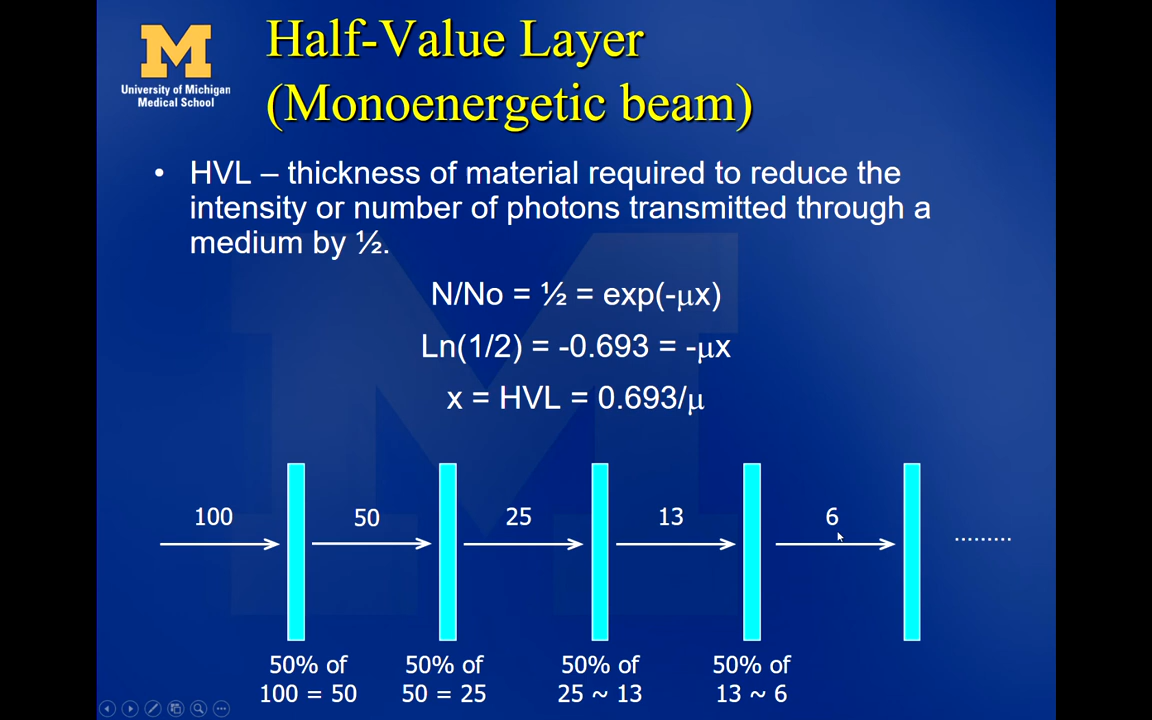 M
University of Michigan
Medical School
Half-Value Layer
(Monoenergetic beam)
• HVL – thickness of material required to reduce the
intensity or number of photons transmitted through a
medium by ½.
N/No = ½ = exp(-μx)
Ln(1/2) = -0.693 = -μx
x = HVL = 0.693/μ
100 50 25 13 6 .........
50% of 50% of 50% of 50% of
100 = 50 50 = 25 25 ~ 13 13 ~ 6